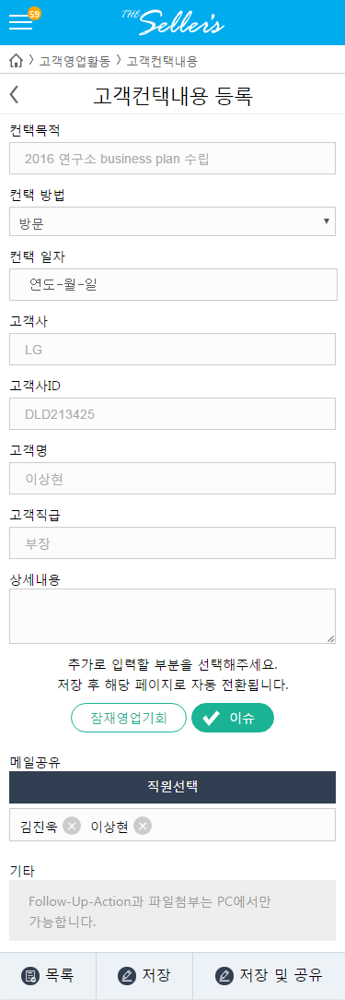 59
THE Seller's
고객영업활동 > 고객컨택내용
고객컨택내용 등록
컨택목적
2016 연구소 business plan 수립
컨택 방법
방문
컨택 일자
연도-월-일
고객사
LG
고객사ID
DLD213425
고객명
이상현
고객직급
부장
상세내용
추가로 입력할 부분을 선택해주세요.
저장 후 해당 페이지로 자동 전환됩니다.
잠재영업기회 이슈
메일공유
직원선택
김진욱 이상현
기타
Follow-Up-Action과 파일첨부는 PC에서만
가능합니다.
목록 저장 저장 및 공유